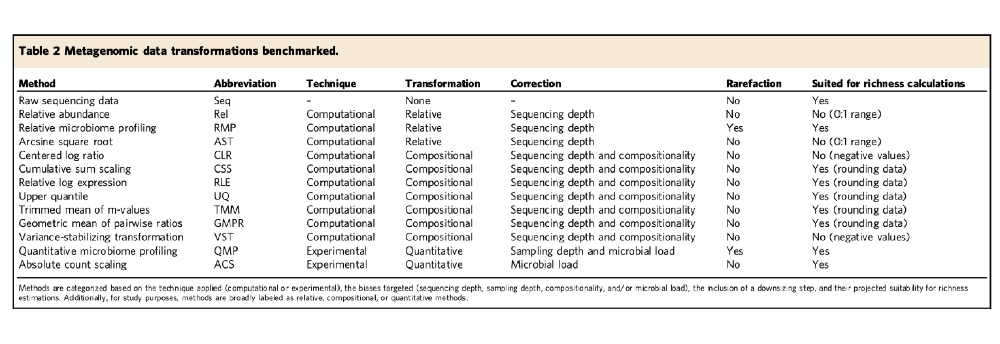 Table 2 Metagenomic data transformations benchmarked.
Method Abbreviation Technique Transformation Correction Rarefaction Suited for richness calculations
Raw sequencing data Seq – None – No Yes
Relative abundance Rel Computational Relative Sequencing depth No No (0:1 range)
Relative microbiome profiling RMP Computational Relative Sequencing depth Yes Yes
Arcsine square root AST Computational Relative Sequencing depth No No (0:1 range)
Centered log ratio CLR Computational Compositional Sequencing depth and compositionality No No (negative values)
Cumulative sum scaling CSS Computational Compositional Sequencing depth and compositionality No Yes (rounding data)
Relative log expression RLE Computational Compositional Sequencing depth and compositionality No Yes (rounding data)
Upper quantile UQ Computational Compositional Sequencing depth and compositionality No Yes (rounding data)
Trimmed mean of m-values TMM Computational Compositional Sequencing depth and compositionality No Yes (rounding data)
Geometric mean of pairwise ratios GMPR Computational Compositional Sequencing depth and compositionality No Yes (rounding data)
Variance-stabilizing transformation VST Computational Compositional Sequencing depth and compositionality No No (negative values)
Quantitative microbiome profiling QMP Experimental Quantitative Sampling depth and microbial load Yes Yes
Absolute count scaling ACS Experimental Quantitative Microbial load No Yes
Methods are categorized based on the technique applied (computational or experimental), the biases targeted (sequencing depth, sampling depth, compositionality, and/or microbial load), the inclusion of a downsizing step, and their projected suitability for richness
estimations. Additionally, for study purposes, methods are broadly labeled as relative, compositional, or quantitative methods.